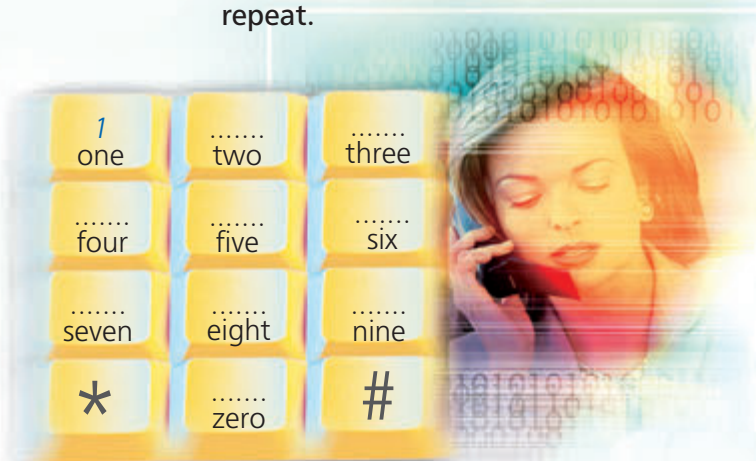 repeat.
1 ....... .......
one two three
....... ....... .......
four five six
....... ....... .......
seven eight nine
* ....... #
zero